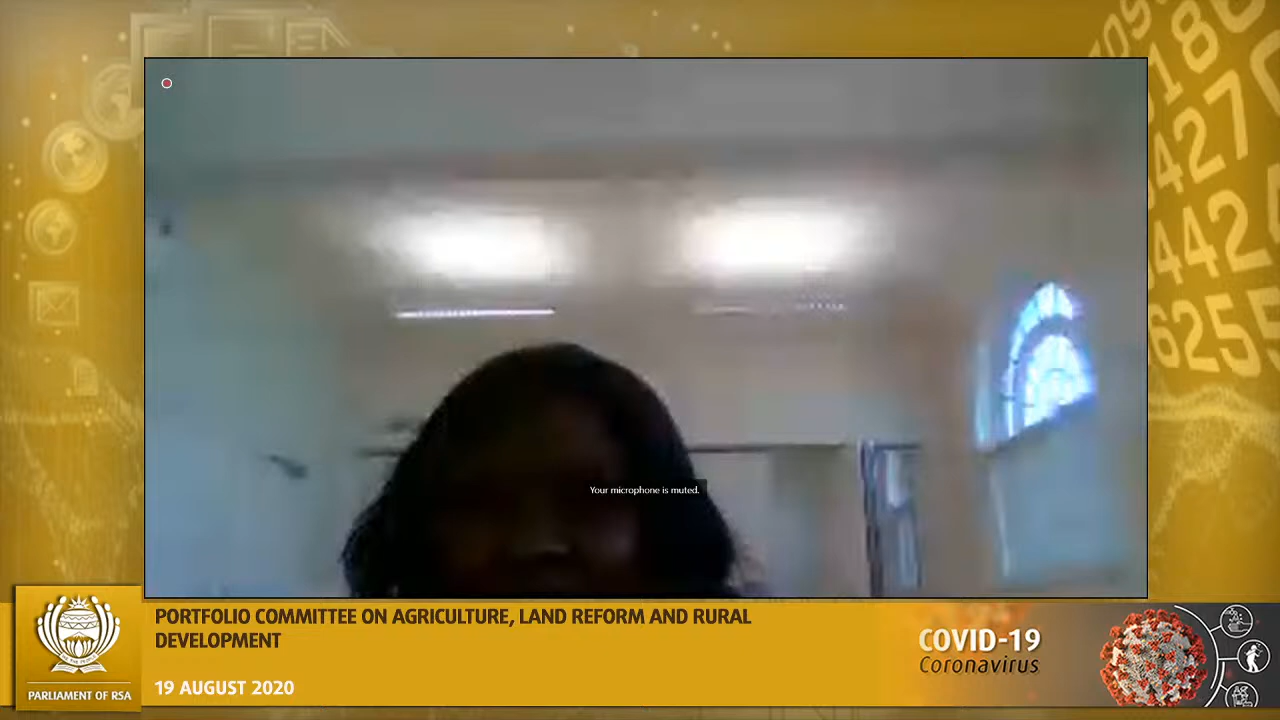 Your microphone is muted.
PORTFOLIO COMMITTEE ON AGRICULTURE, LAND REFORM AND RURAL
DEVELOPMENT
19 AUGUST 2020
PARLIAMENT OF RSA
COVID-19
Coronavirus